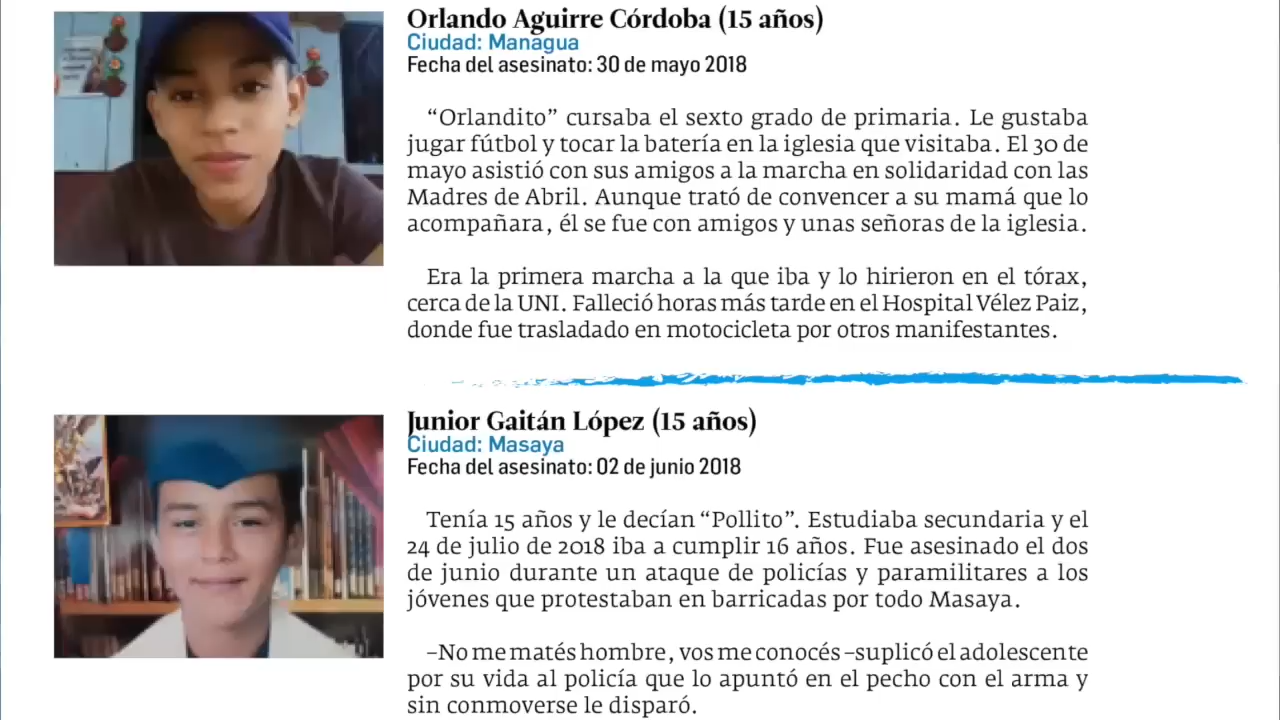 Orlando Aguirre Córdoba (15 años)
Ciudad: Managua
Fecha del asesinato: 30 de mayo 2018
“Orlandito” cursaba el sexto grado de primaria. Le gustaba
jugar fútbol y tocar la batería en la iglesia que visitaba. El 30 de
mayo asistió con sus amigos a la marcha en solidaridad con las
Madres de Abril. Aunque trató de convencer a su mamá que lo
acompañara, él se fue con amigos y unas señoras de la iglesia.
Era la primera marcha a la que iba y lo hirieron en el tórax,
cerca de la UNI. Falleció horas más tarde en el Hospital Vélez Paiz,
donde fue trasladado en motocicleta por otros manifestantes.
Junior Gaitán López (15 años)
Ciudad: Masaya
Fecha del asesinato: 02 de junio 2018
Tenía 15 años y le decían “Pollito”. Estudiaba secundaria y el
24 de julio de 2018 iba a cumplir 16 años. Fue asesinado el dos
de junio durante un ataque de policías y paramilitares a los
jóvenes que protestaban en barricadas por todo Masaya.
–No me matés hombre, vos me conocés –suplicó el adolescente
por su vida al policía que lo apuntó en el pecho con el arma y
sin conmoverse le disparó.